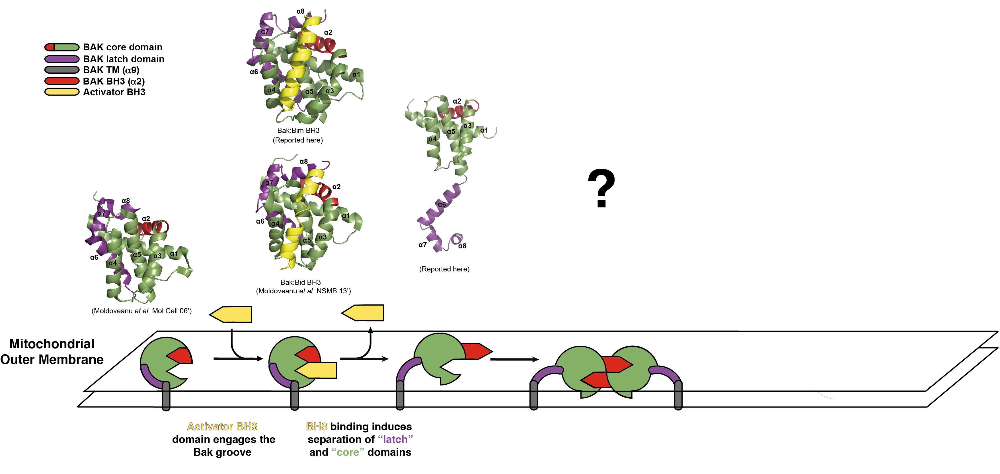 BAK core domain
BAK latch domain
BAK TM (α9)
BAK BH3 (α2)
Activator BH3
α8
α7
α2
α6
α1
α4
α5
α3
Bak:Bim BH3
(Reported here)
α8
α7
α2
α6
α4
α1
α5
α3
Bak:Bid BH3
(Moldoveanu et al. NSMB 13’)
α2
α3
α5
α1
α4
α6
α7
α8
(Reported here)
?
α8
α7
α2
α6
α5
α3
α1
α4
(Moldoveanu et al. Mol Cell 06’)
Mitochondrial
Outer Membrane
Activator BH3
domain engages the
Bak groove
BH3 binding induces
separation of “latch”
and “core” domains